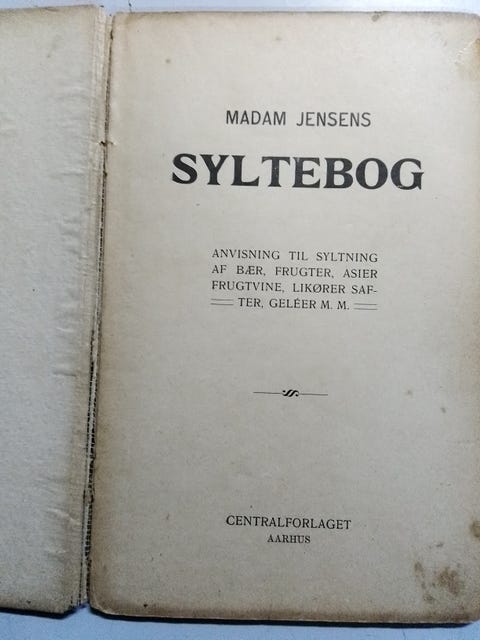 MADAM JENSENS
SYLTEBOG
ANVISNING TIL SYLTNING
AF BÆR, FRUGTER, ASIER
FRUGTVINE, LIKØRER SAF-
TER, GELÉER M. M.
CENTRALFORLAGET
AARHUS